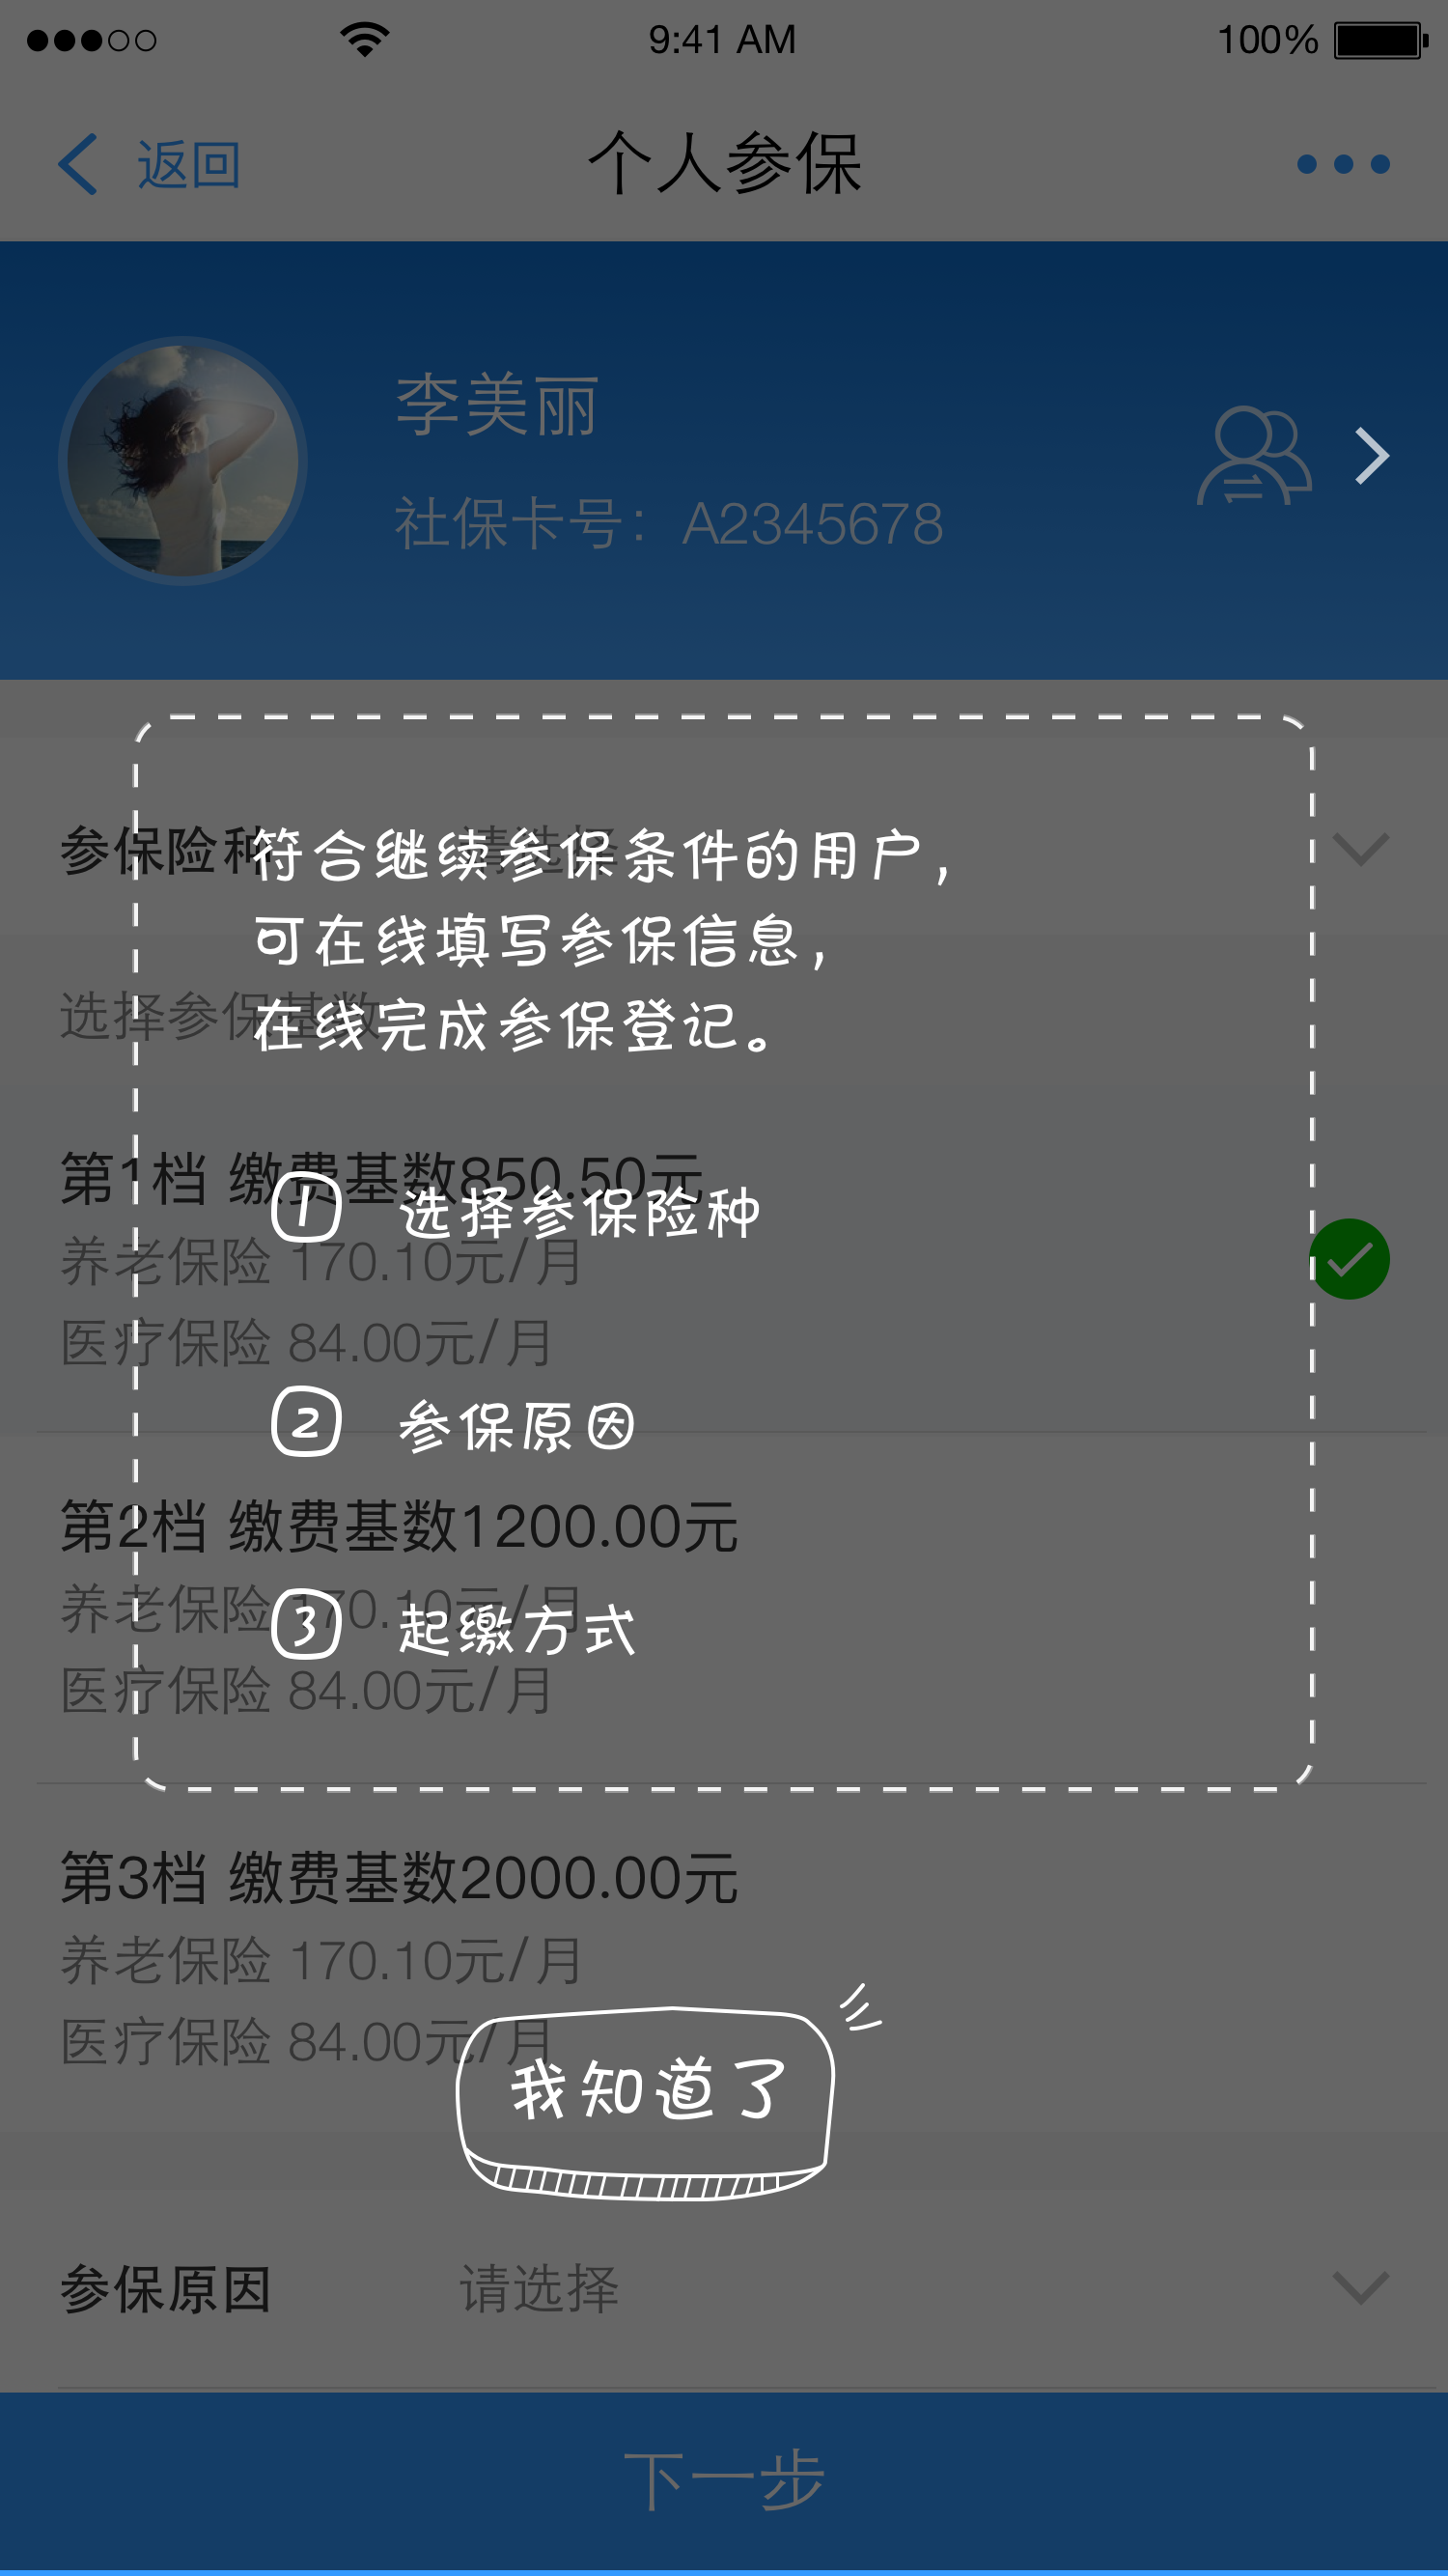 9:41 AM
100%
返回
个人参保
李美丽
社保卡号：A2345678
参保险种
请选择
符合继续参保条件的用户，
可在线填写参保信息，
在线完成参保登记。
选择参保基数
第1档 缴费基数850.50元
① 选择参保险种
养老保险 170.10元/月
医疗保险 84.00元/月
② 参保原因
第2档 缴费基数1200.00元
养老保险 170.10元/月
③ 起缴方式
医疗保险 84.00元/月
第3档 缴费基数2000.00元
养老保险 170.10元/月
医疗保险 84.00元/月
我知道了
参保原因 请选择
下一步